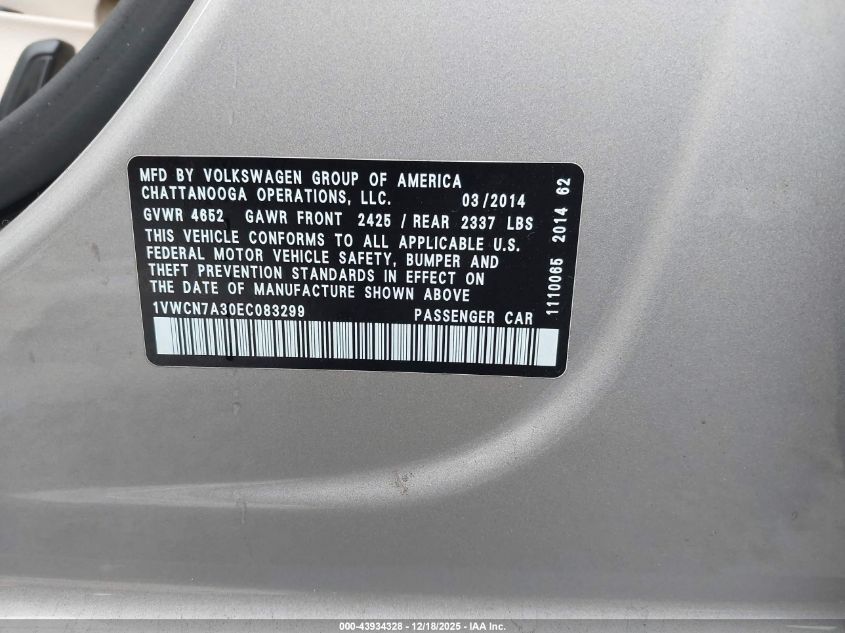 MFD BY VOLKSWAGEN GROUP OF AMERICA
CHATTANOOGA OPERATIONS, LLC. 03/2014
GVWR 4652 GAWR FRONT 2425 / REAR 2337 LBS
THIS VEHICLE CONFORMS TO ALL APPLICABLE U.S.
FEDERAL MOTOR VEHICLE SAFETY, BUMPER AND
THEFT PREVENTION STANDARDS IN EFFECT ON
THE DATE OF MANUFACTURE SHOWN ABOVE
1VWCN7A30EC083299 PASSENGER CAR
1110065 2014 62
000-43934328 - 12/18/2025 - IAA Inc.